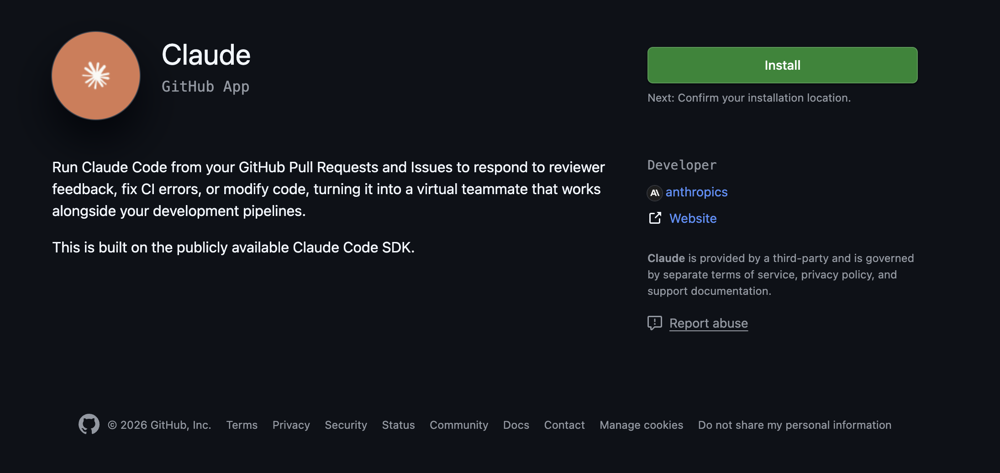 Claude
GitHub App
Install
Next: Confirm your installation location.
Run Claude Code from your GitHub Pull Requests and Issues to respond to reviewer
feedback, fix CI errors, or modify code, turning it into a virtual teammate that works
alongside your development pipelines.
This is built on the publicly available Claude Code SDK.
Developer
anthropics
Website
Claude is provided by a third-party and is governed
by separate terms of service, privacy policy, and
support documentation.
Report abuse
© 2026 GitHub, Inc. Terms Privacy Security Status Community Docs Contact Manage cookies Do not share my personal information